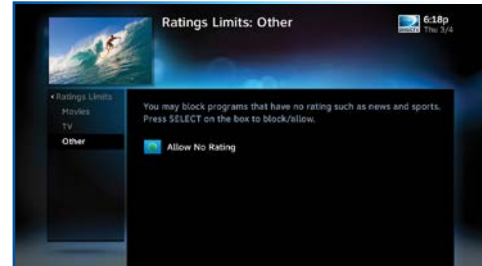 Ratings Limits: Other
6:18p
Thu 3/4
DIRECTV
Ratings Limits
Movies
TV
Other
You may block programs that have no rating such as news and sports.
Press SELECT on the box to block/allow.
Allow No Rating